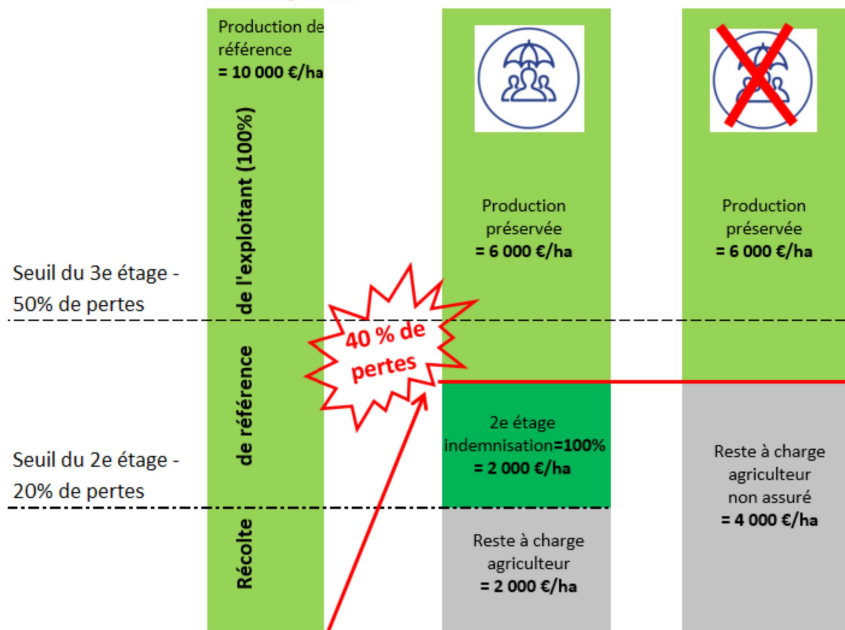 Production de
référence
= 10 000 €/ha
Récolte de référence de l'exploitant (100%)
Seuil du 3e étage -
50% de pertes
Seuil du 2e étage -
20% de pertes
40 % de
pertes
Production
préservée
= 6 000 €/ha
2e étage
indemnisation=100%
= 2 000 €/ha
Reste à charge
agriculteur
= 2 000 €/ha
Production
préservée
= 6 000 €/ha
Reste à charge
agriculteur
non assuré
= 4 000 €/ha